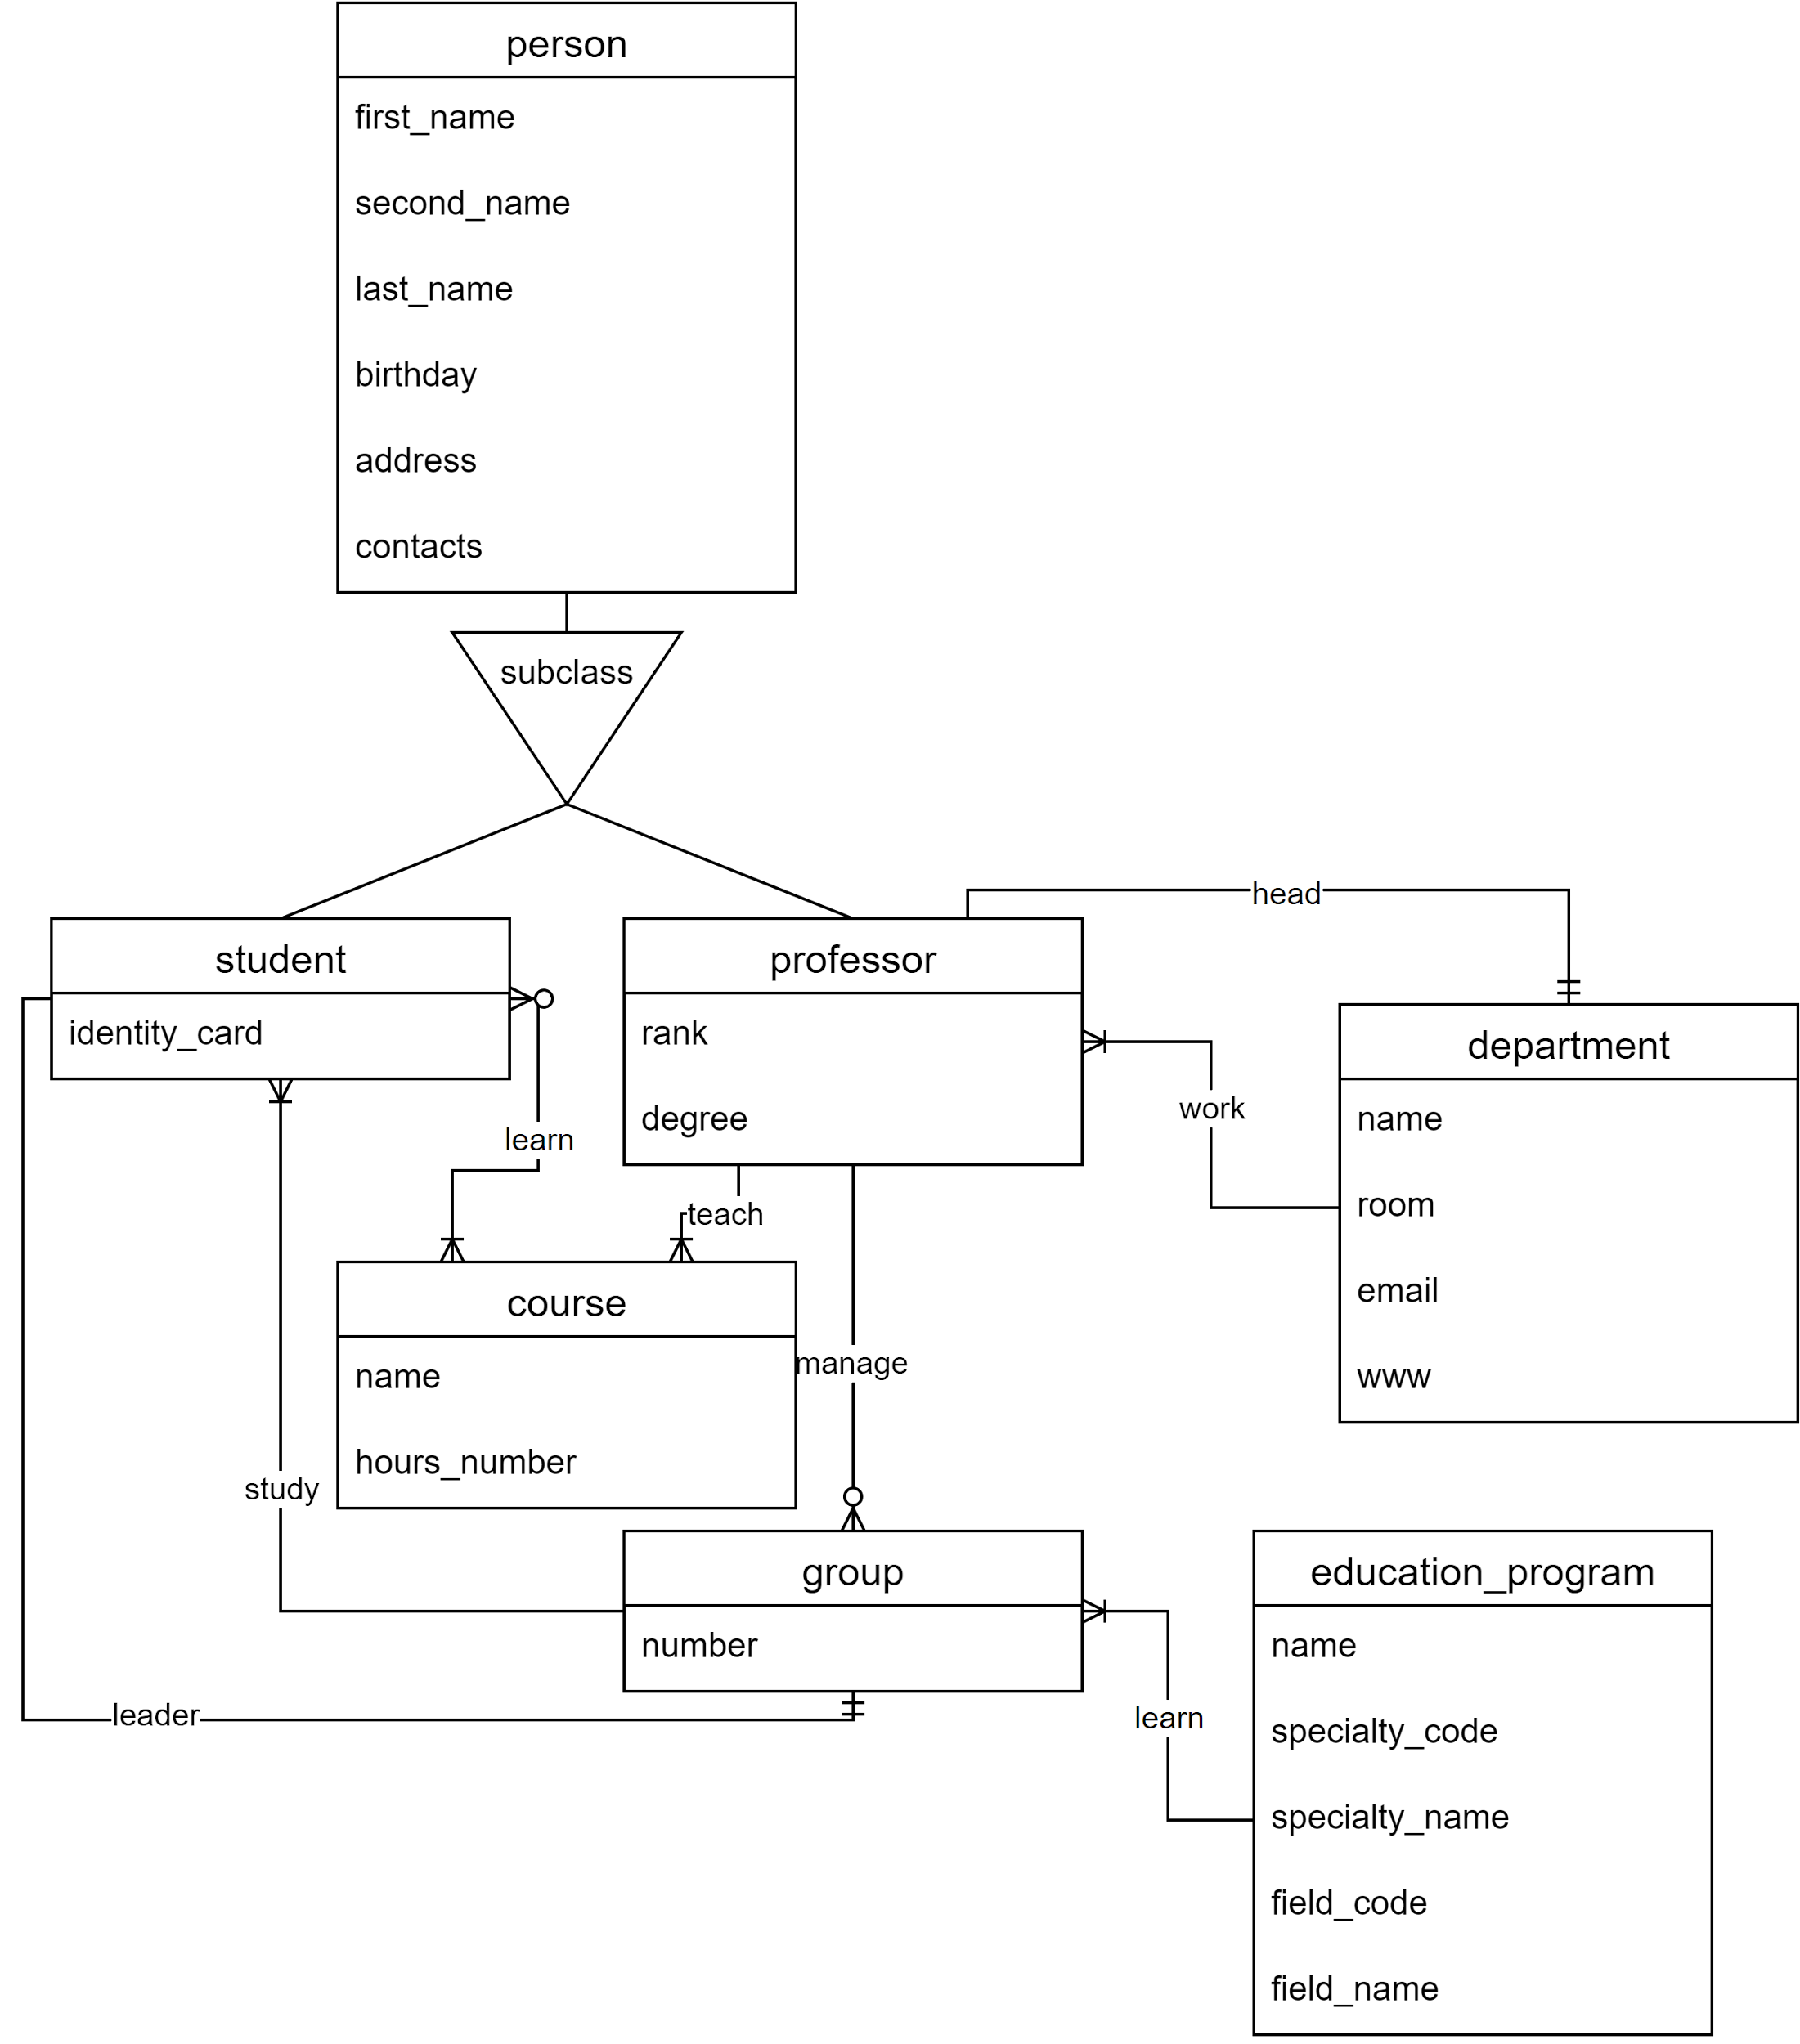 person
first_name
second_name
last_name
birthday
address
contacts
subclass
head
student
identity_card
professor
rank
degree
department
name
room
email
www
work
learn
teach
course
name
hours_number
manage
study
group
number
leader
learn
education_program
name
specialty_code
specialty_name
field_code
field_name